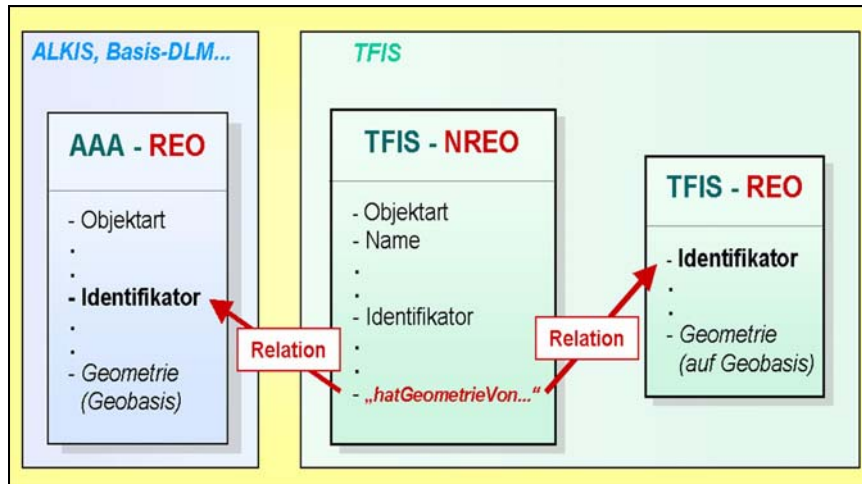 ALKIS, Basis-DLM...
AAA - REO
- Objektart
.
.
- Identifikator
.
.
- Geometrie
(Geobasis)
Relation
TFIS
TFIS - NREO
- Objektart
- Name
.
.
- Identifikator
.
.
- „hatGeometrieVon...“
Relation
TFIS - REO
- Identifikator
.
.
- Geometrie
(auf Geobasis)